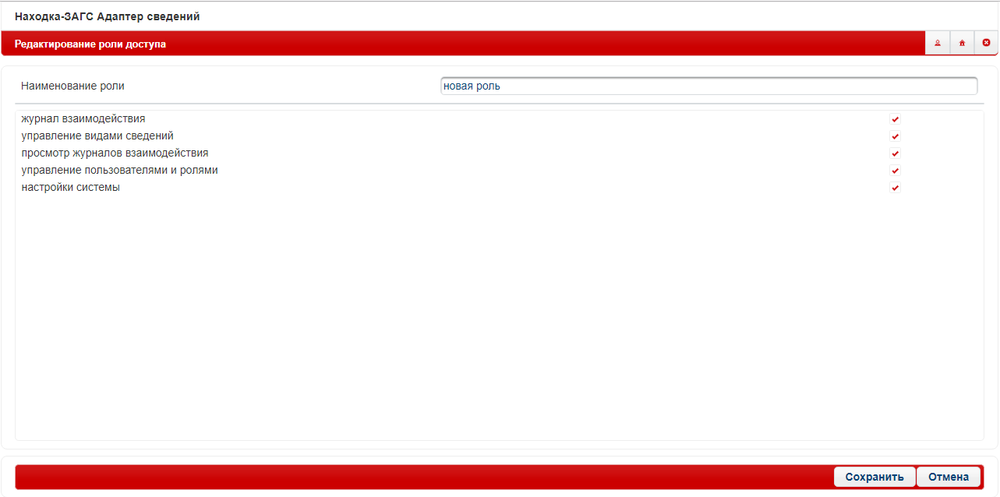 Находка-ЗАГС Адаптер сведений
Редактирование роли доступа
Наименование роли новая роль
журнал взаимодействия
управление видами сведений
просмотр журналов взаимодействия
управление пользователями и ролями
настройки системы
Сохранить Отмена